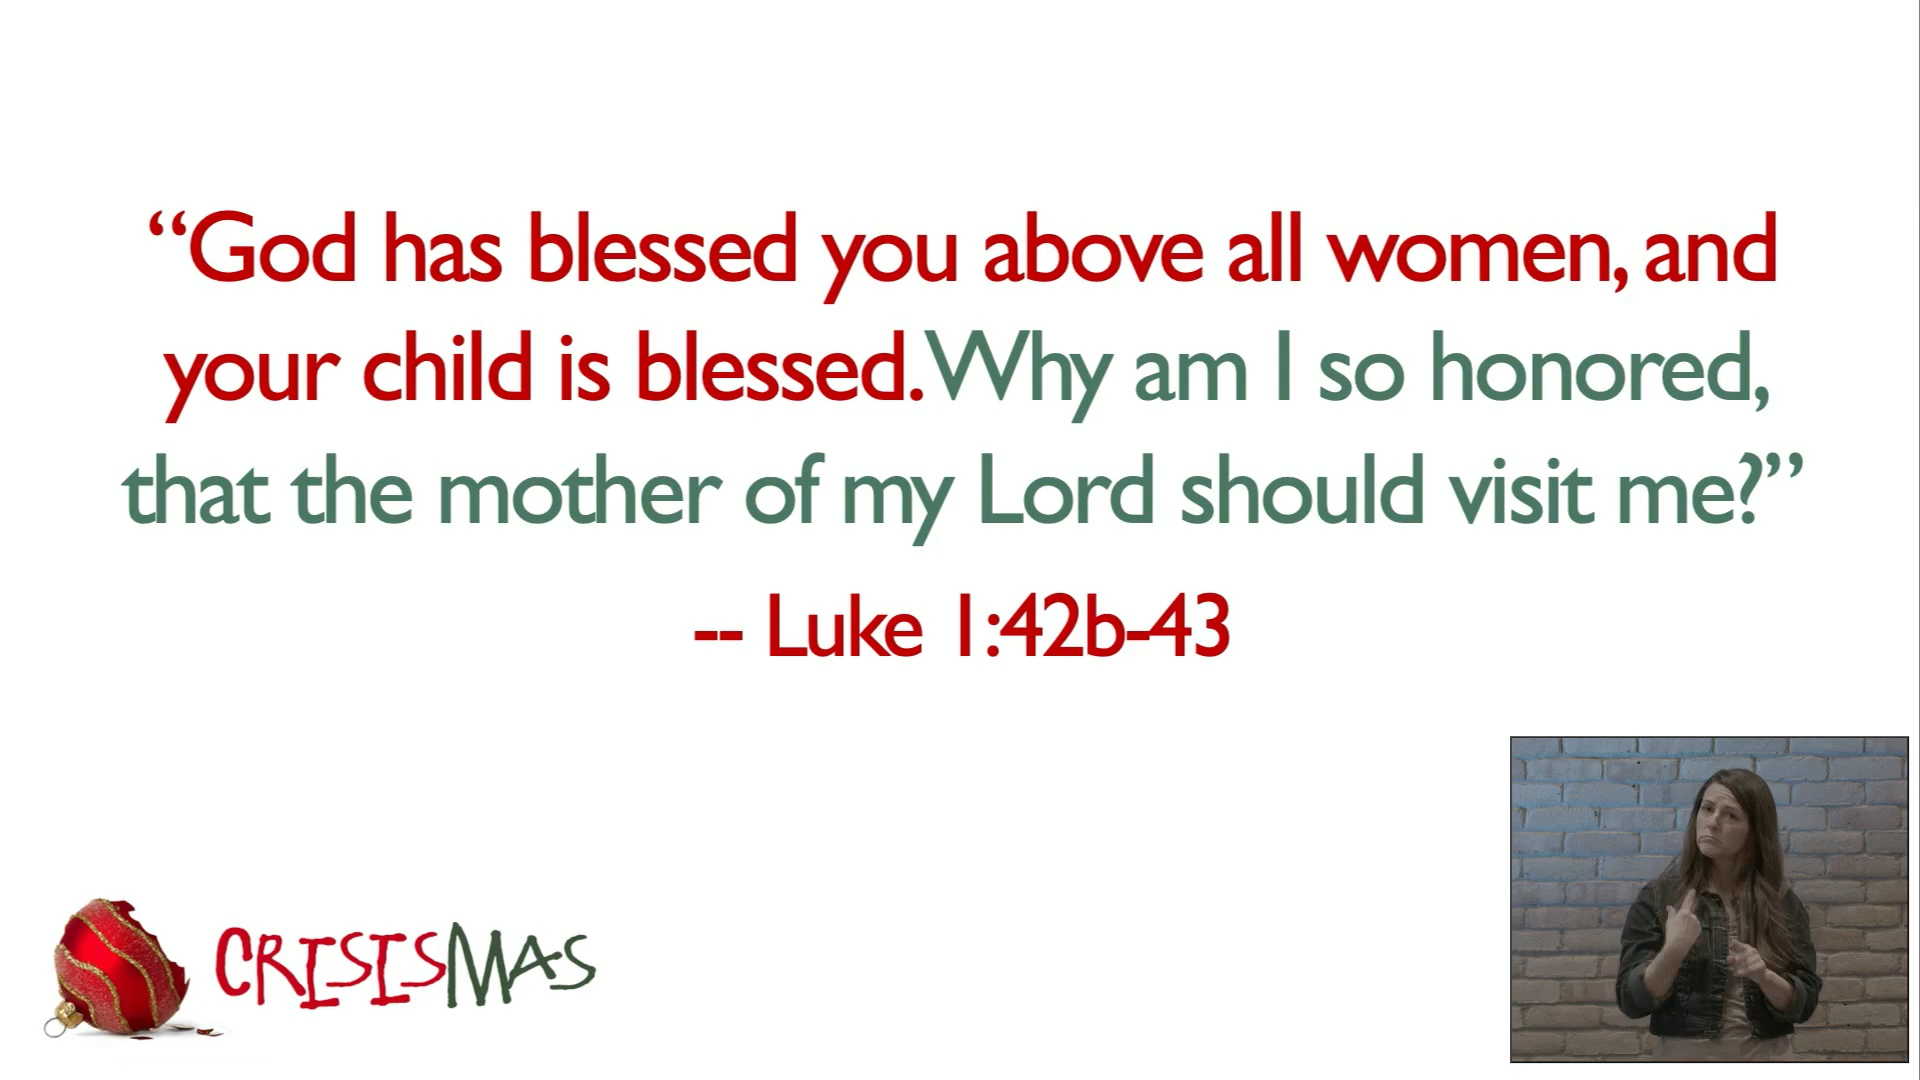 “God has blessed you above all women, and
your child is blessed. Why am I so honored,
that the mother of my Lord should visit me?”
-- Luke 1:42b-43
CRISISMAS